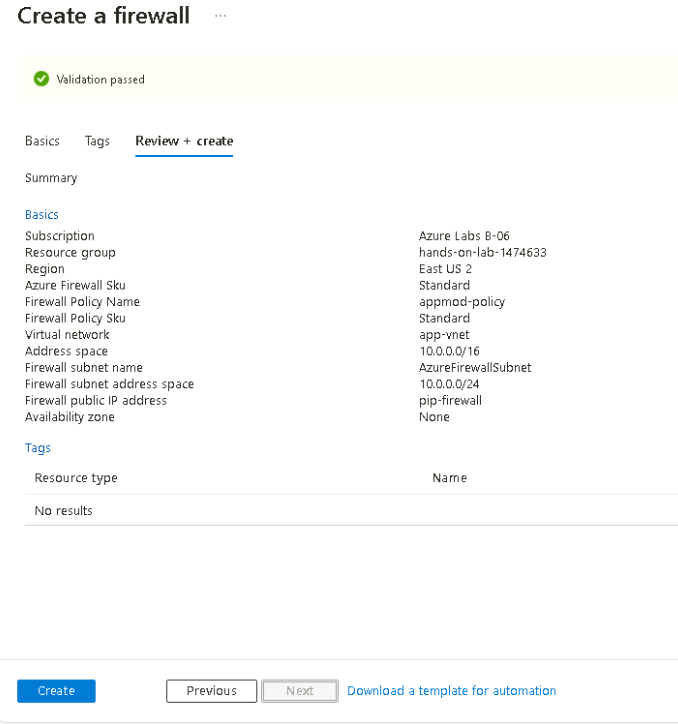 Create a firewall ...
Validation passed
Basics Tags Review + create
Summary
Basics
Subscription Azure Labs B-06
Resource group hands-on-lab-1474633
Region East US 2
Azure Firewall Sku Standard
Firewall Policy Name appmod-policy
Firewall Policy Sku Standard
Virtual network app-vnet
Address space 10.0.0.0/16
Firewall subnet name AzureFirewallSubnet
Firewall subnet address space 10.0.0.0/24
Firewall public IP address pip-firewall
Availability zone None
Tags
Resource type Name
No results
Create Previous Next Download a template for automation